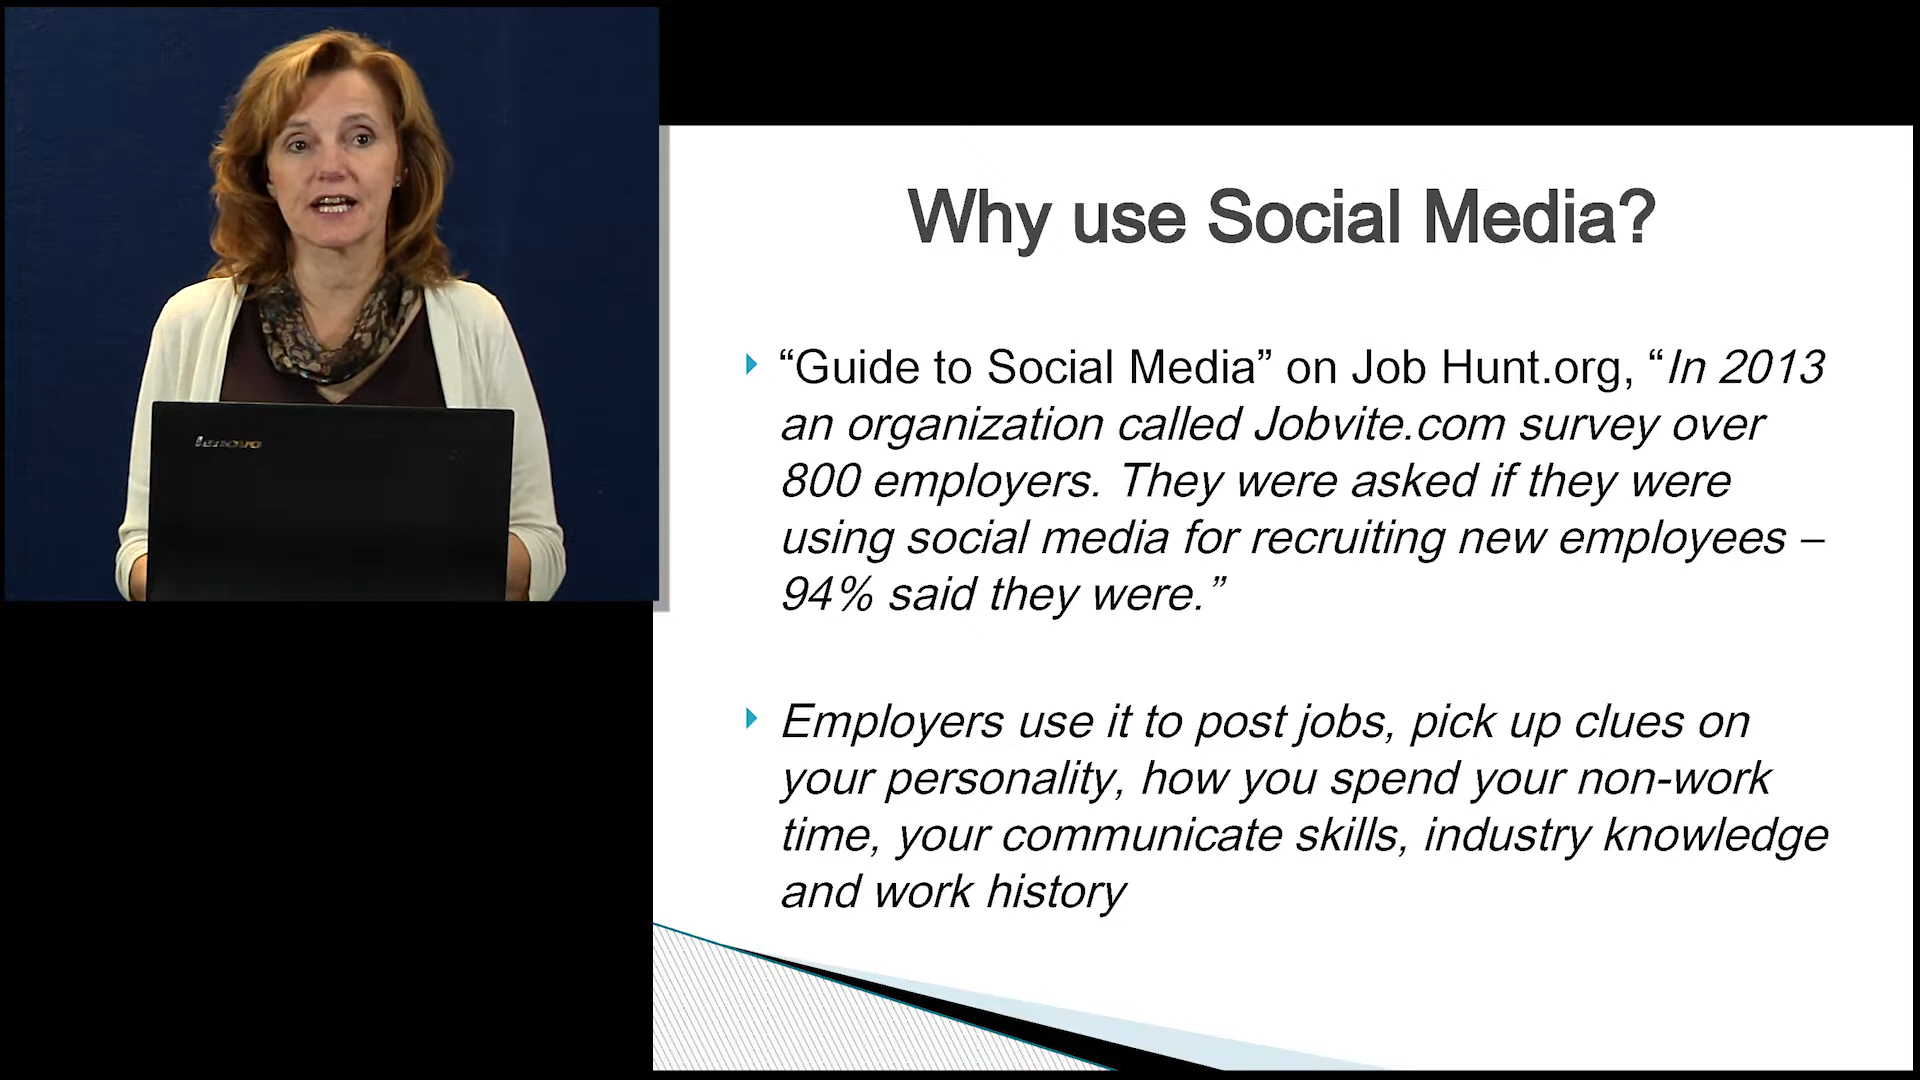 lenovo
Why use Social Media?
“Guide to Social Media” on Job Hunt.org, “In 2013
an organization called Jobvite.com survey over
800 employers. They were asked if they were
using social media for recruiting new employees –
94% said they were.”
Employers use it to post jobs, pick up clues on
your personality, how you spend your non-work
time, your communicate skills, industry knowledge
and work history